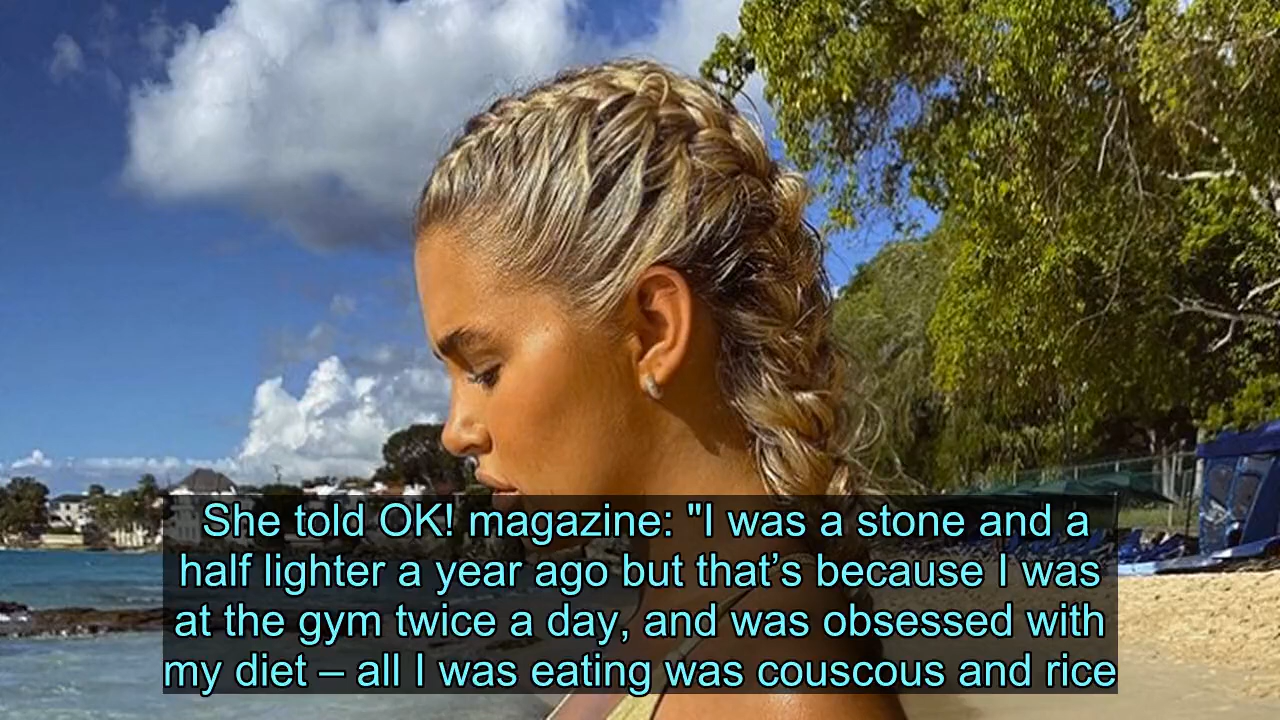 She told OK! magazine: "I was a stone and a
half lighter a year ago but that’s because I was
at the gym twice a day, and was obsessed with
my diet – all I was eating was couscous and rice